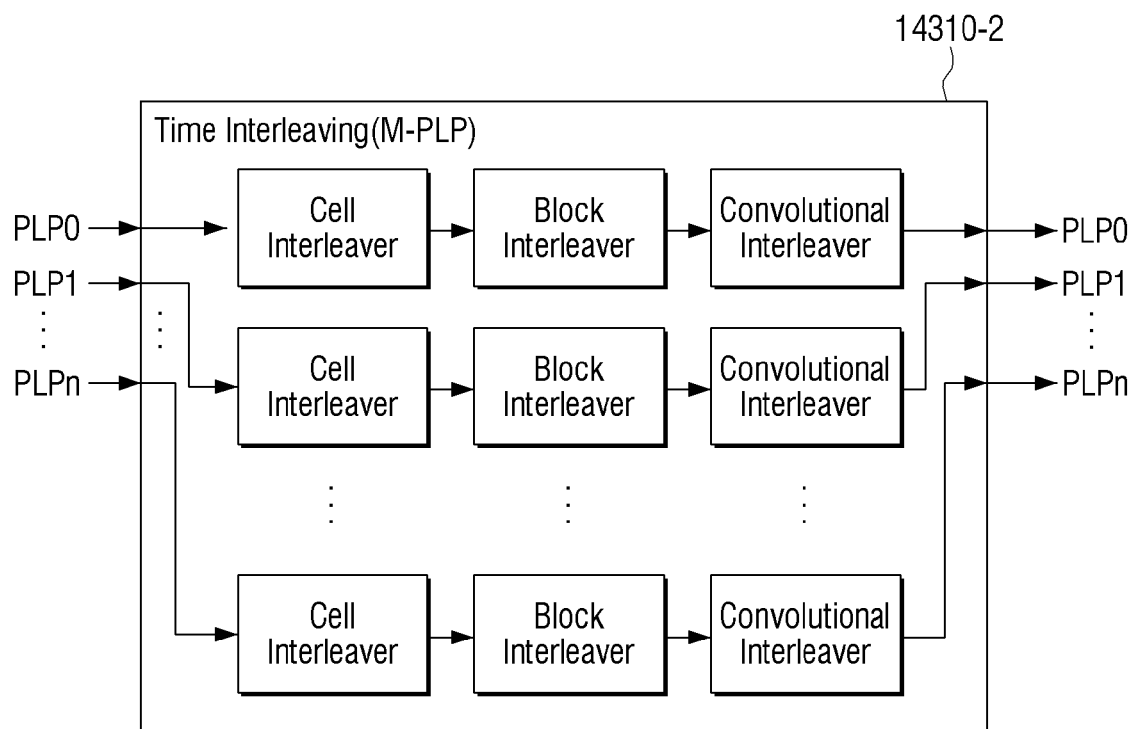 14310-2
Time Interleaving(M-PLP)
PLP0
Cell
Interleaver
Block
Interleaver
Convolutional
Interleaver
PLP0
PLP1
PLP1
PLPn
Cell
Interleaver
Block
Interleaver
Convolutional
Interleaver
PLPn
Cell
Interleaver
Block
Interleaver
Convolutional
Interleaver